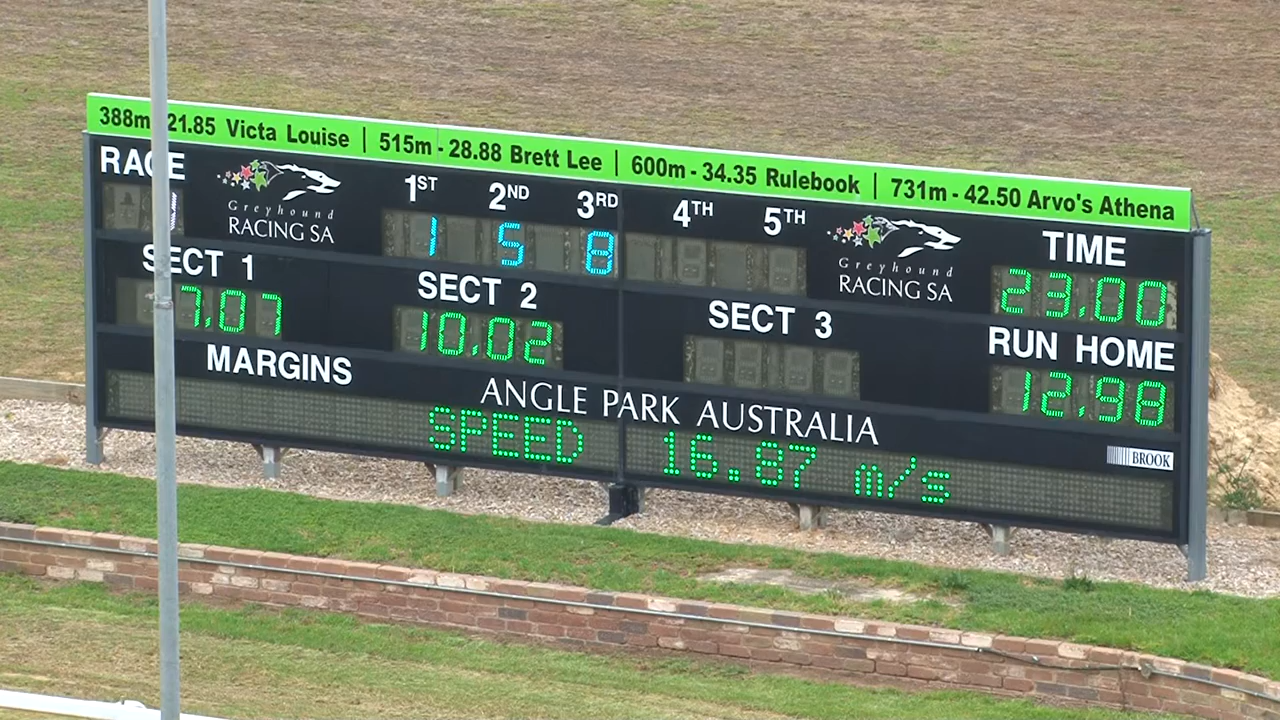 388m 21.85 Victa Louise | 515m - 28.88 Brett Lee | 600m - 34.35 Rulebook | 731m - 42.50 Arvo's Athena
RACE
Greyhound
RACING SA
1ST 2ND 3RD 4TH 5TH
1 5 8
Greyhound
RACING SA
TIME
23.00
SECT 1
7.07
SECT 2
10.02
SECT 3
RUN HOME
12.98
MARGINS
ANGLE PARK AUSTRALIA
SPEED 16.87 m/s
BROOK